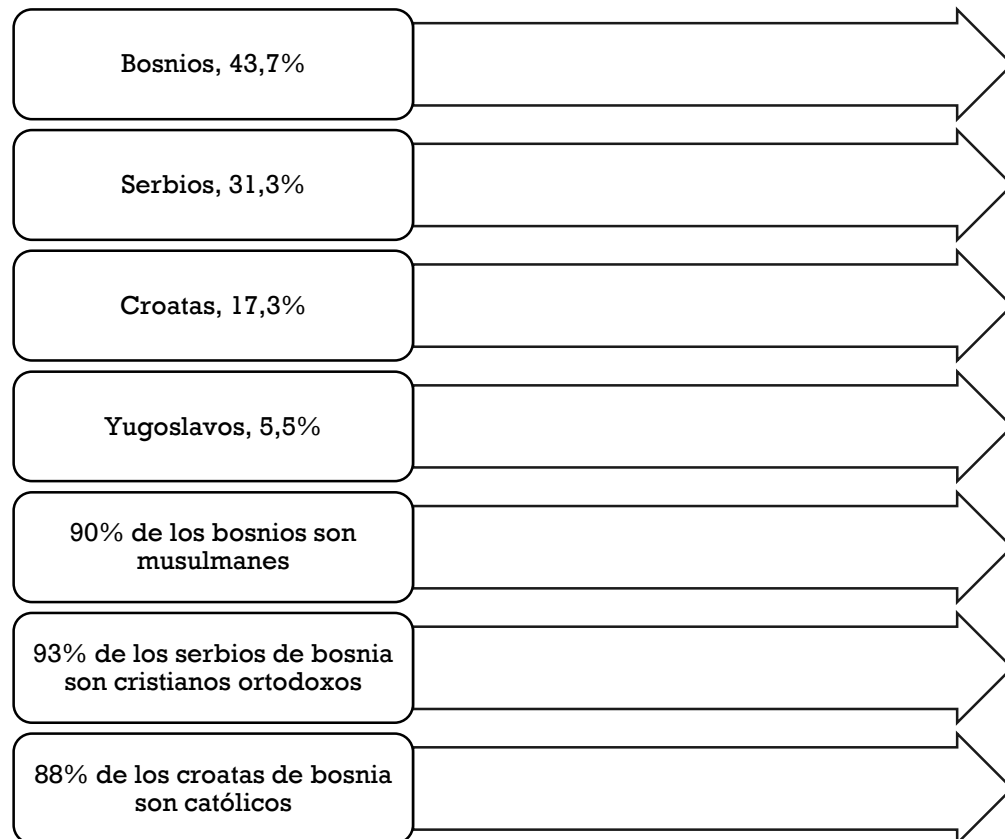 Bosnios, 43,7%
Serbios, 31,3%
Croatas, 17,3%
Yugoslavos, 5,5%
90% de los bosnios son
musulmanes
93% de los serbios de bosnia
son cristianos ortodoxos
88% de los croatas de bosnia
son católicos